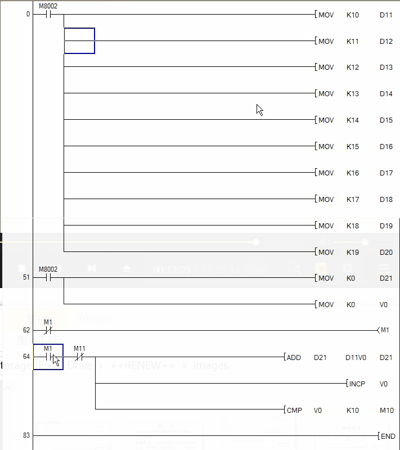 M8002
0 [MOV K10 D11
[MOV K11 D12
[MOV K12 D13
[MOV K13 D14
[MOV K14 D15
[MOV K15 D16
[MOV K16 D17
[MOV K17 D18
[MOV K18 D19
[MOV K19 D20
M8002
51 [MOV K0 D21
[MOV K0 V0
M1
62 (M1
M1 M11
64 [ADD D21 D11V0 D21
[INCP V0
[CMP V0 K10 M10
83 [END